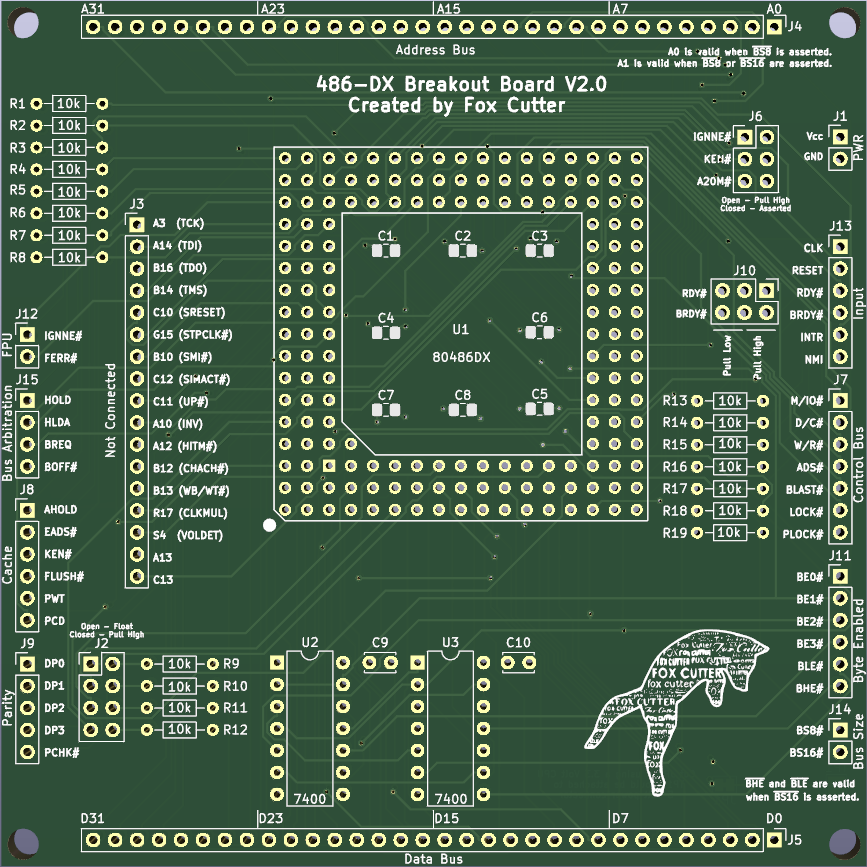 A31 A23 A15 A7 A0
J4
Address Bus
A0 is valid when BS8 is asserted.
A1 is valid when BS8 or BS16 are asserted.
486-DX Breakout Board V2.0
Created by Fox Cutter
R1 10k
R2 10k
R3 10k
R4 10k
R5 10k
R6 10k
R7 10k
R8 10k
J6
IGNNE#
KEN#
A20M#
Open - Pull High
Closed - Asserted
J1
Vcc
GND
PWR
J3
A3 (TCK)
A14 (TDI)
B16 (TDO)
B14 (TMS)
C10 (SRESET)
G15 (STPCLK#)
B10 (SMI#)
C12 (SIMACT#)
C11 (UP#)
A10 (INV)
A12 (HITM#)
B12 (CHACH#)
B13 (WB/WT#)
R17 (CLKMUL)
S4 (VOLDET)
A13
C13
Not Connected
C1 C2 C3
C4 C6
U1
80486DX
C7 C8 C5
J13
CLK
RESET
RDY#
BRDY#
INTR
NMI
Input
J10
RDY#
BRDY#
Pull Low
Pull High
J12
IGNNE#
FERR#
FPU
J15
HOLD
HLDA
BREQ
BOFF#
Bus Arbitration
J7
M/IO#
D/C#
W/R#
ADS#
BLAST#
LOCK#
PLOCK#
Control Bus
R13 10k
R14 10k
R15 10k
R16 10k
R17 10k
R18 10k
R19 10k
J8
AHOLD
EADS#
KEN#
FLUSH#
PWT
PCD
Cache
J11
BE0#
BE1#
BE2#
BE3#
BLE#
BHE#
Byte Enabled
Open - Float
Closed - Pull High
J9
DP0
DP1
DP2
DP3
PCHK#
Parity
J2
10k R9
10k R10
10k R11
10k R12
U2
7400
C9
U3
7400
C10
FOX CUTTER
fox cutter
FOX CUTTER
FOX
J14
BS8#
BS16#
Bus Size
BHE and BLE are valid
when BS16 is asserted.
D31 D23 D15 D7 D0
J5
Data Bus